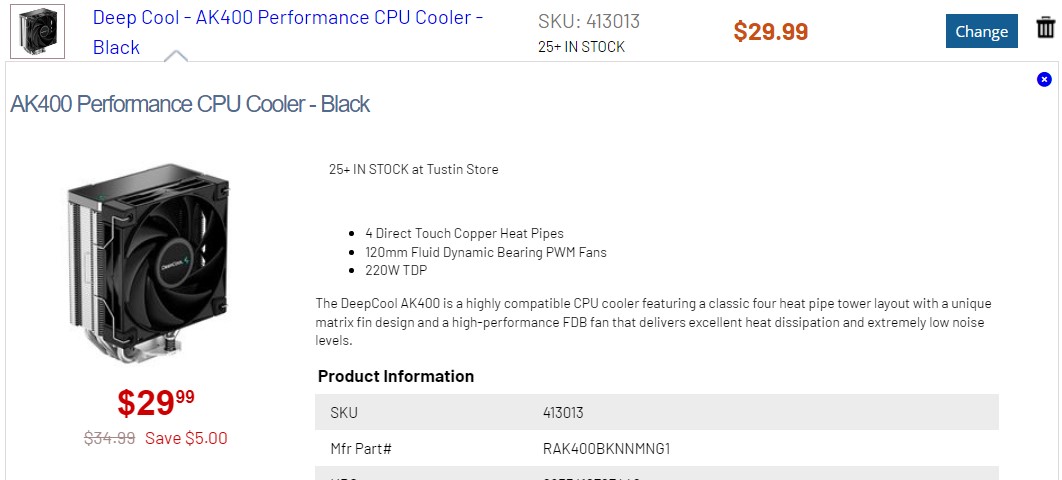 Deep Cool - AK400 Performance CPU Cooler -
Black
SKU: 413013
25+ IN STOCK
$29.99
Change
AK400 Performance CPU Cooler - Black
25+ IN STOCK at Tustin Store
4 Direct Touch Copper Heat Pipes
120mm Fluid Dynamic Bearing PWM Fans
220W TDP
The DeepCool AK400 is a highly compatible CPU cooler featuring a classic four heat pipe tower layout with a unique
matrix fin design and a high-performance FDB fan that delivers excellent heat dissipation and extremely low noise
levels.
DEEPCOOL
$29.99
$34.99 Save $5.00
Product Information
SKU 413013
Mfr Part# RAK400BKNNMNG1